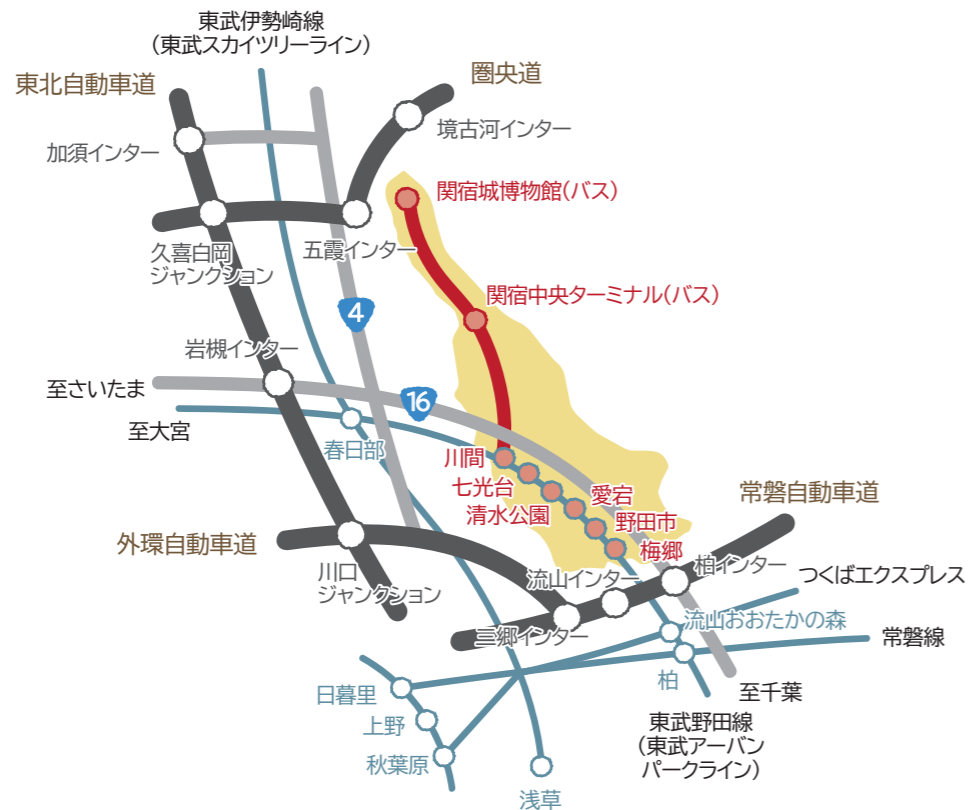 東武伊勢崎線
（東武スカイツリーライン）
東北自動車道
圏央道
加須インター
境古河インター
関宿城博物館(バス)
久喜白岡
ジャンクション
五霞インター
関宿中央ターミナル(バス)
4
岩槻インター
至さいたま
16
至大宮
春日部
川間
七光台
清水公園
愛宕
野田市
梅郷
常磐自動車道
外環自動車道
川口
ジャンクション
流山インター
柏インター
つくばエクスプレス
三郷インター
流山おおたかの森
常磐線
日暮里
柏
至千葉
上野
東武野田線
（東武アーバン
パークライン）
秋葉原
浅草